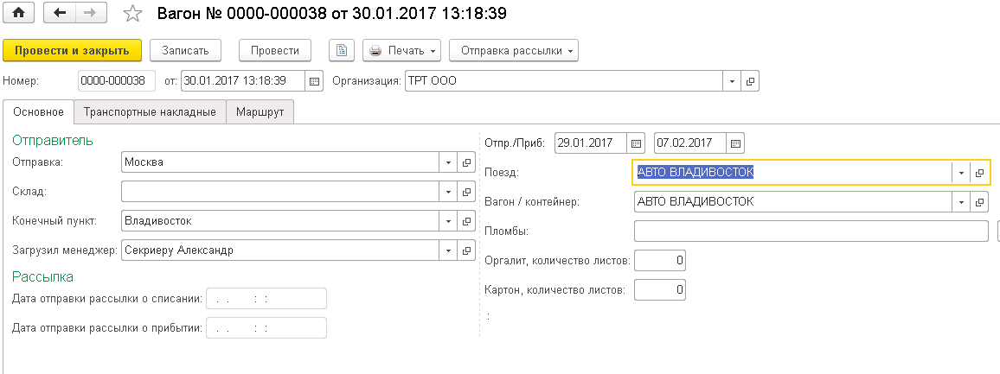 Вагон № 0000-000038 от 30.01.2017 13:18:39
Провести и закрыть Записать Провести Печать Отправка рассылки
Номер: 0000-000038 от: 30.01.2017 13:18:39 Организация: ТРТ ООО
Основное Транспортные накладные Маршрут
Отправитель
Отправка: Москва
Склад:
Конечный пункт: Владивосток
Загрузил менеджер: Секриеру Александр
Рассылка
Дата отправки рассылки о списании: . . : :
Дата отправки рассылки о прибытии: . . : :
Отпр./Приб: 29.01.2017 07.02.2017
Поезд: АВТО ВЛАДИВОСТОК
Вагон / контейнер: АВТО ВЛАДИВОСТОК
Пломбы:
Оргалит, количество листов: 0
Картон, количество листов: 0
: